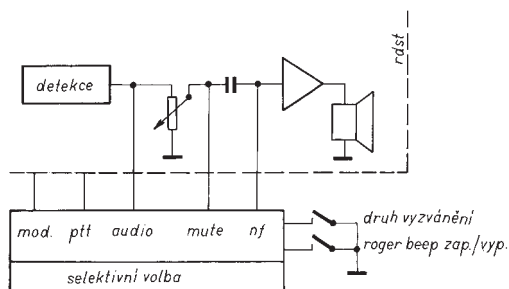 rdst
detekce
mod. ptt audio mute nf
druh vyzvánění
roger beep zap./vyp.
selektivní volba